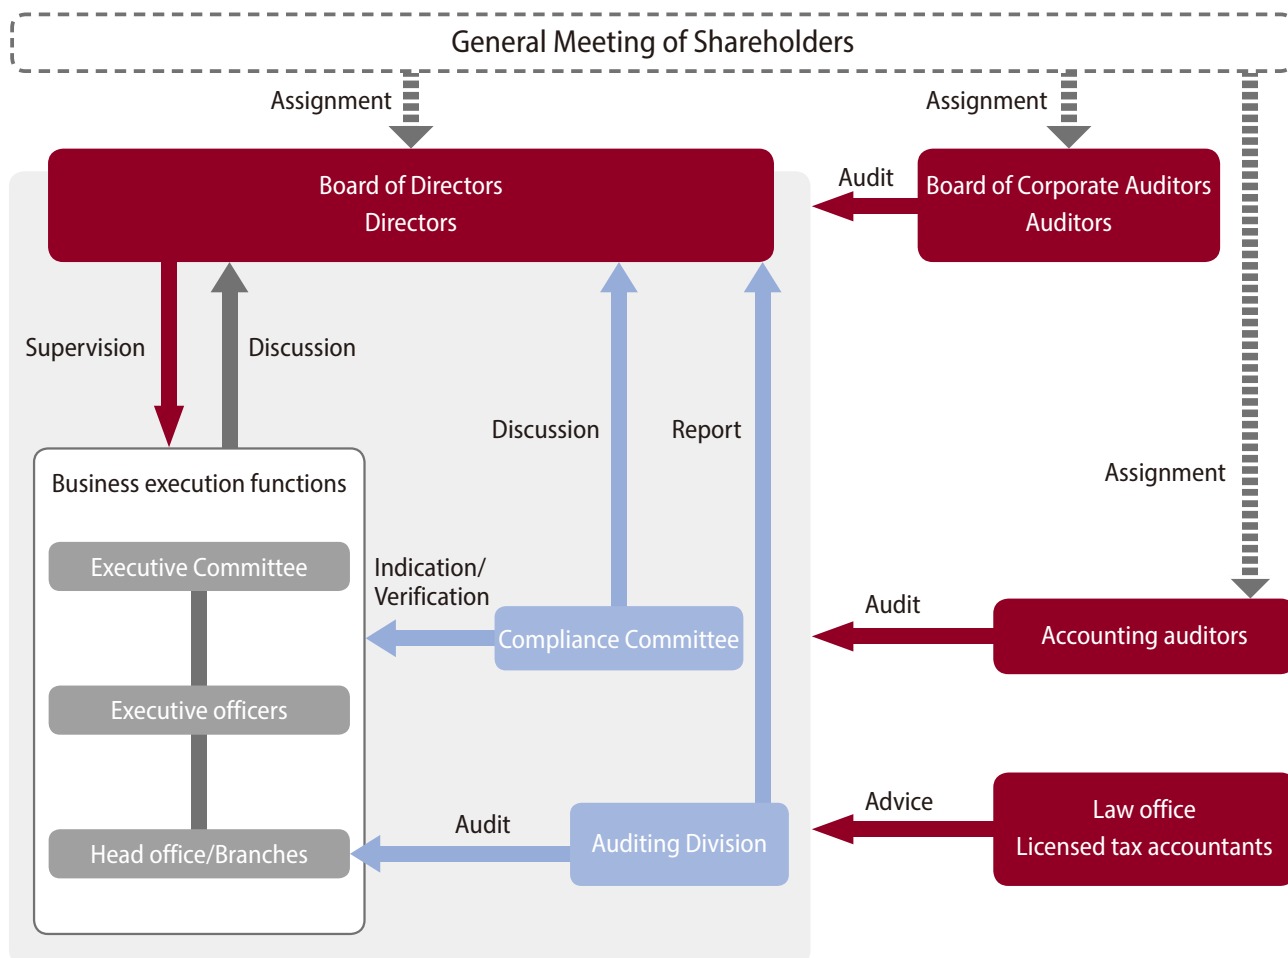 General Meeting of Shareholders
Assignment
Assignment
Board of Directors
Directors
Audit
Board of Corporate Auditors
Auditors
Supervision
Discussion
Discussion
Report
Assignment
Business execution functions
Executive Committee
Indication/
Verification
Compliance Committee
Audit
Accounting auditors
Executive officers
Head office/Branches
Audit
Auditing Division
Advice
Law office
Licensed tax accountants